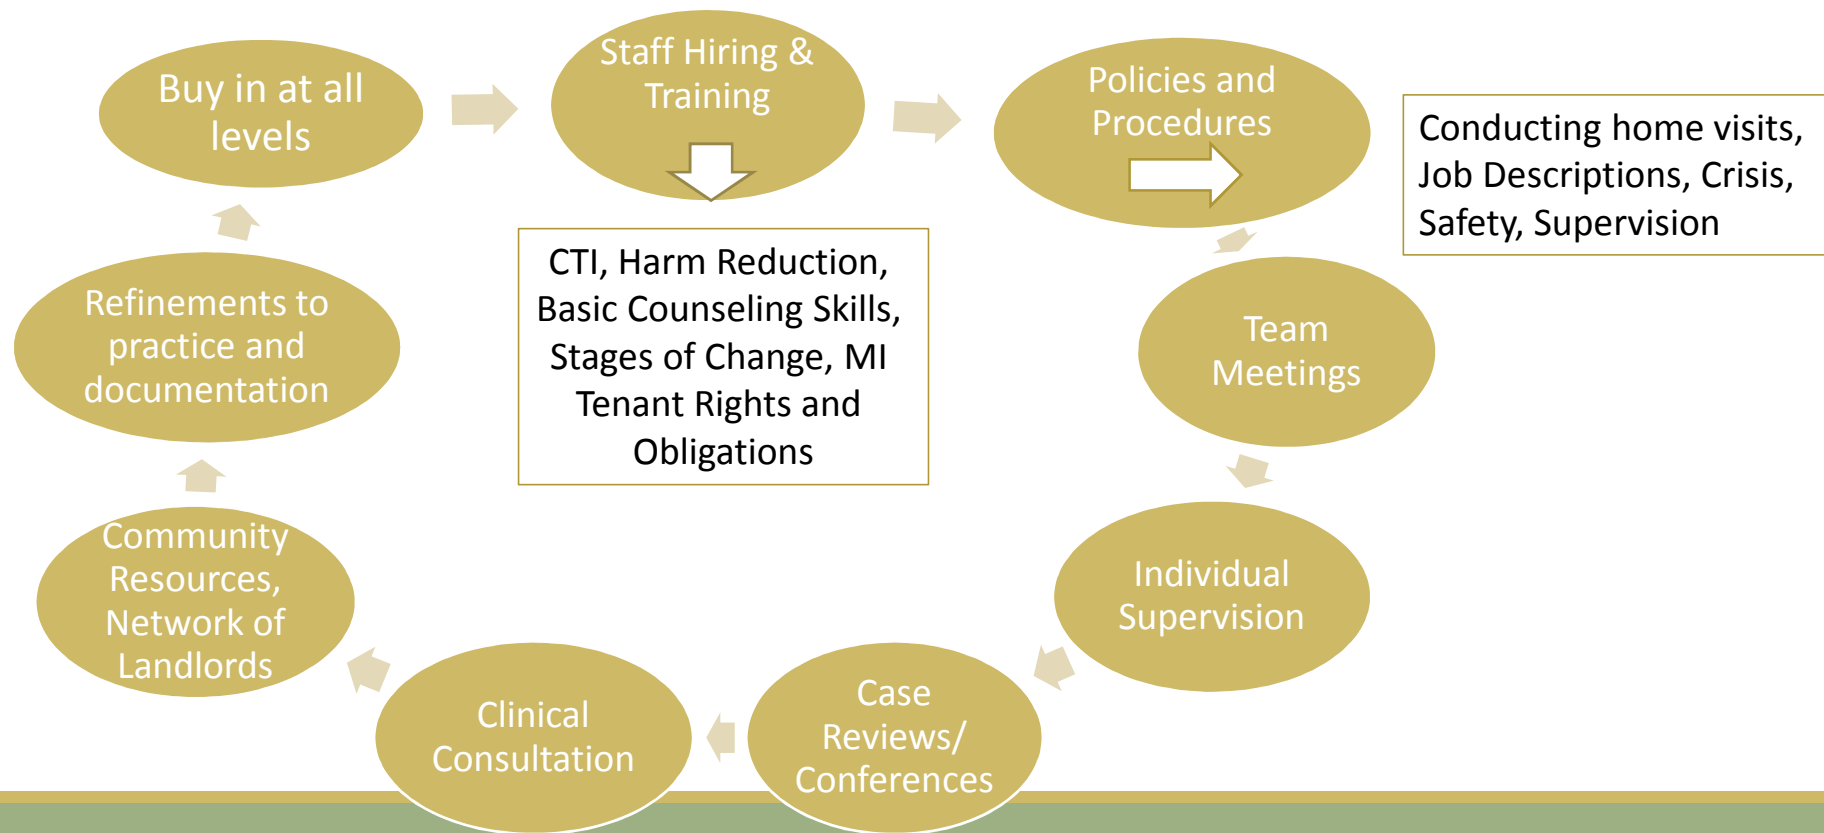 Buy in at all
levels
Staff Hiring &
Training
Policies and
Procedures
Conducting home visits,
Job Descriptions, Crisis,
Safety, Supervision
CTI, Harm Reduction,
Basic Counseling Skills,
Stages of Change, MI
Tenant Rights and
Obligations
Team
Meetings
Individual
Supervision
Case
Reviews/
Conferences
Clinical
Consultation
Community
Resources,
Network of
Landlords
Refinements to
practice and
documentation